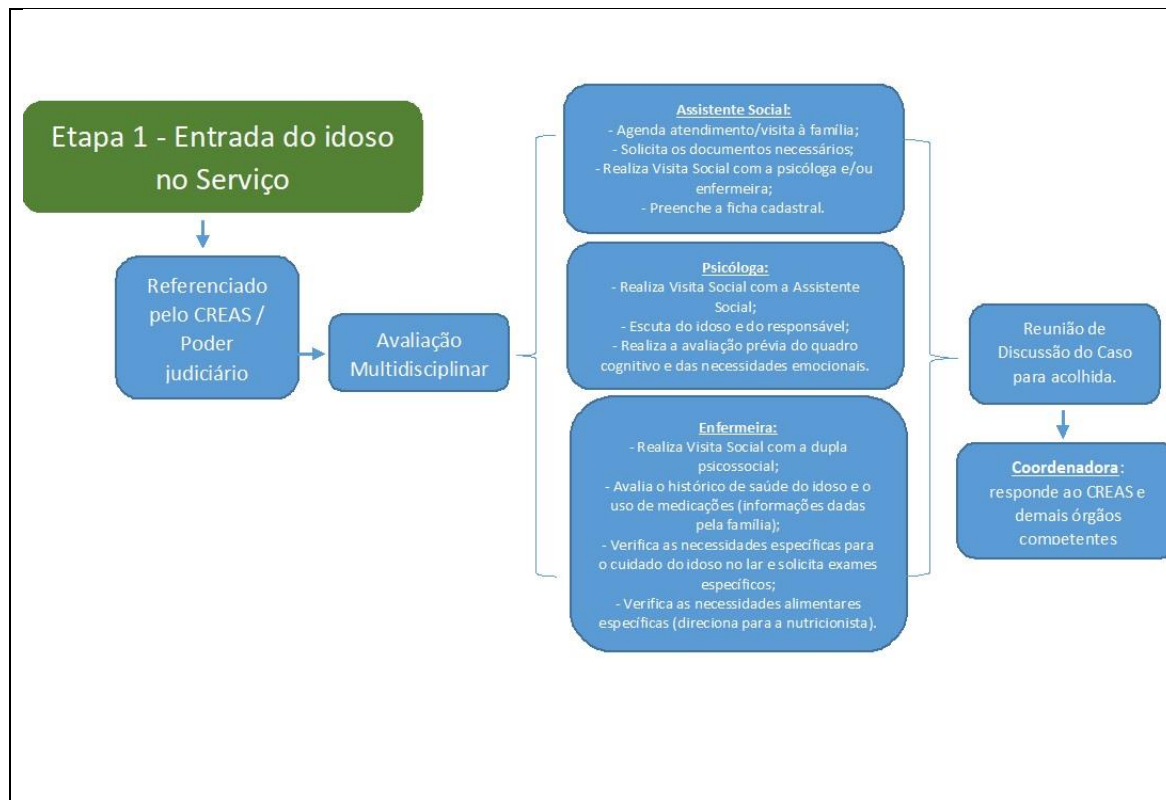 Etapa 1 - Entrada do idoso
no Serviço
Referenciado
pelo CREAS /
Poder
judiciário
Avaliação
Multidisciplinar
Assistente Social:
- Agenda atendimento/visita à família;
- Solicita os documentos necessários;
- Realiza Visita Social com a psicóloga e/ou
enfermeira;
- Preenche a ficha cadastral.
Psicóloga:
- Realiza Visita Social com a Assistente
Social;
- Escuta do idoso e do responsável;
- Realiza a avaliação prévia do quadro
cognitivo e das necessidades emocionais.
Enfermeira:
- Realiza Visita Social com a dupla
psicossocial;
- Avalia o histórico de saúde do idoso e o
uso de medicações (informações dadas
pela família);
- Verifica as necessidades específicas para
o cuidado do idoso no lar e solicita exames
específicos;
- Verifica as necessidades alimentares
específicas (direciona para a nutricionista).
Reunião de
Discussão do Caso
para acolhida.
Coordenadora:
responde ao CREAS e
demais órgãos
competentes